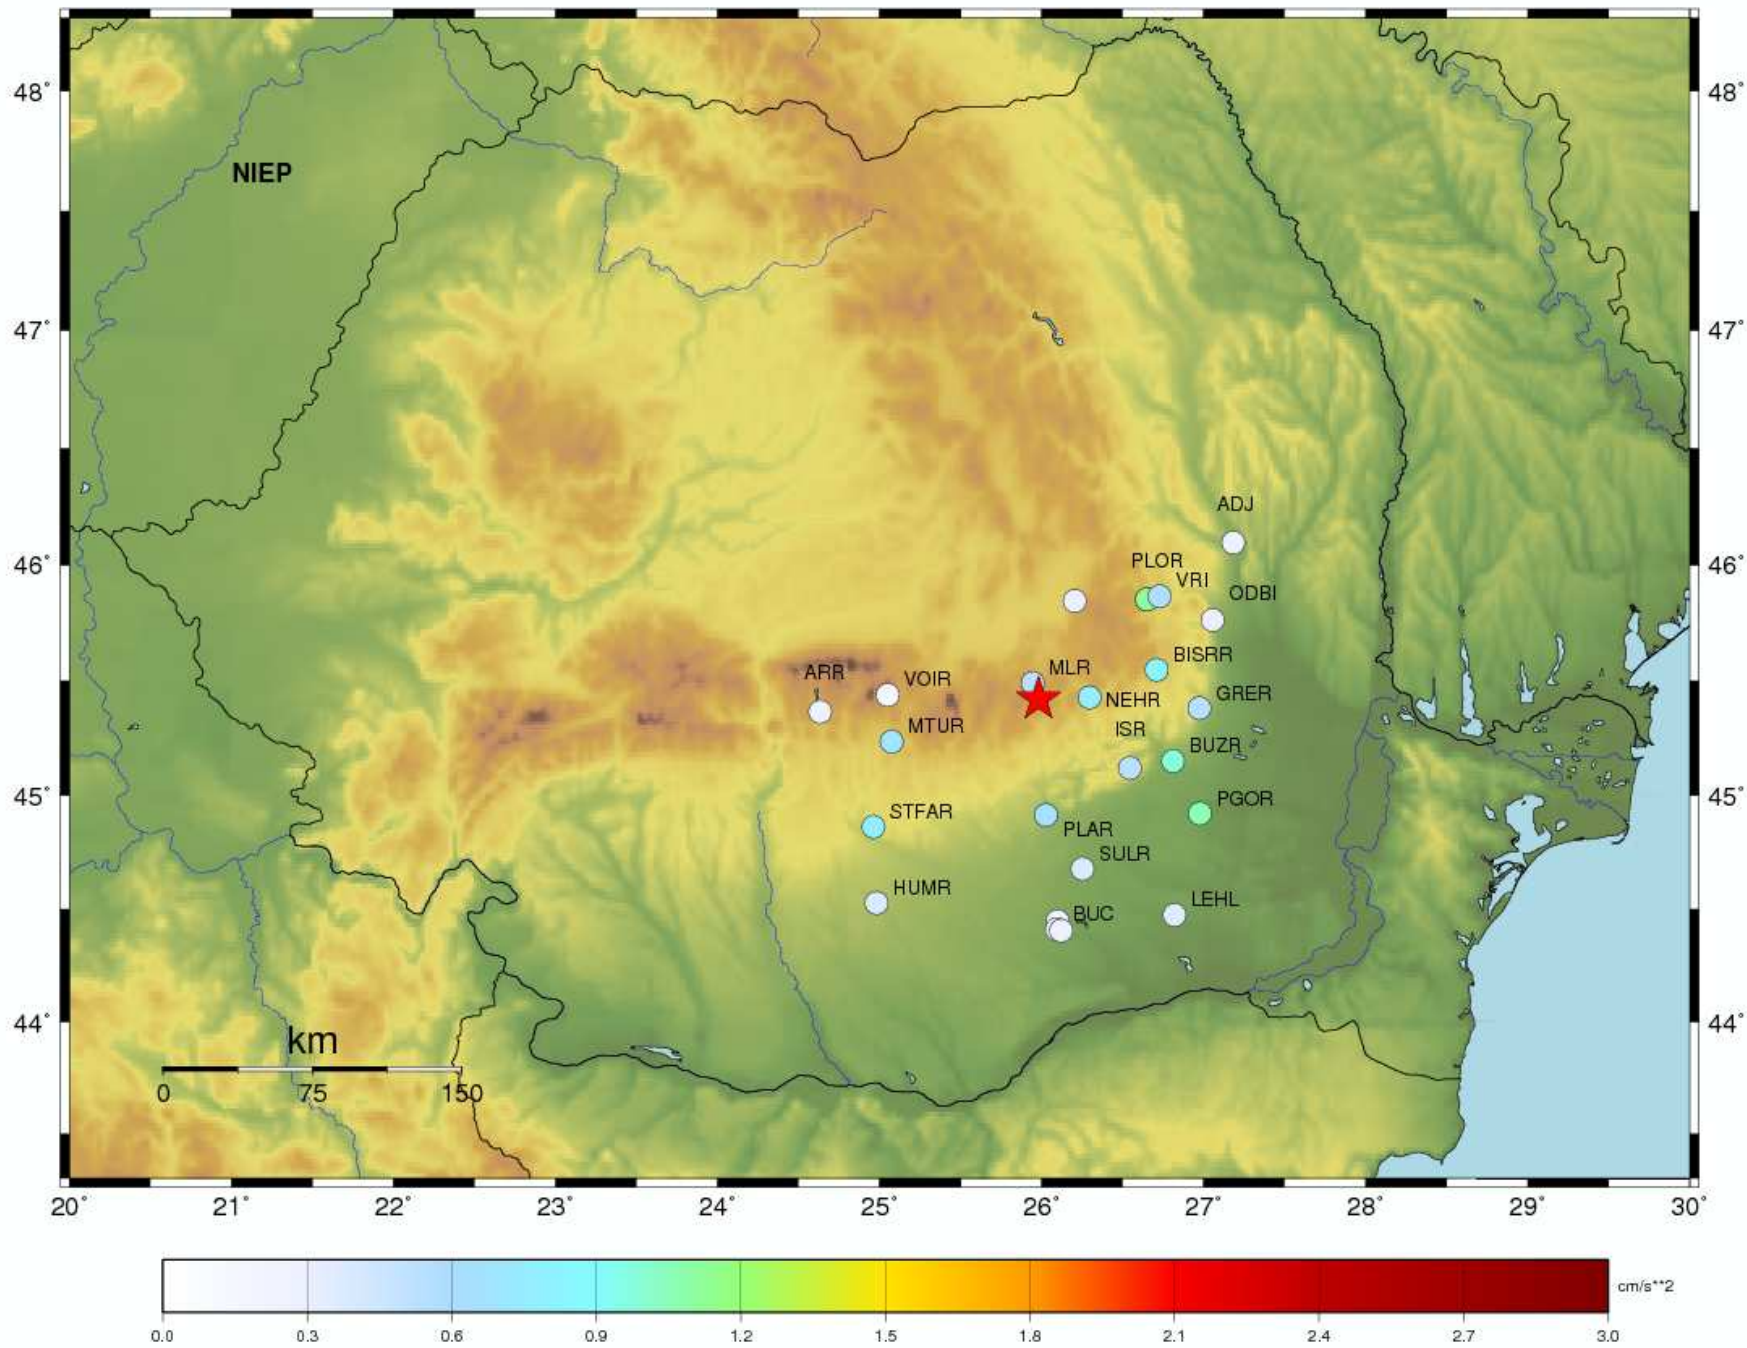 48° 48°
NIEP
47° 47°
ADJ
46° 46°
PLOR
VRI
ODBI
BISRR
MLR
ARR
VOIR
GRER
NEHR
MTUR
ISR
BUZR
45° 45°
PGOR
STFAR
PLAR
SULR
HUMR
LEHL
BUC
44° 44°
km
0 75 150
20° 21° 22° 23° 24° 25° 26° 27° 28° 29° 30°
cm/s**2
0.0 0.3 0.6 0.9 1.2 1.5 1.8 2.1 2.4 2.7 3.0